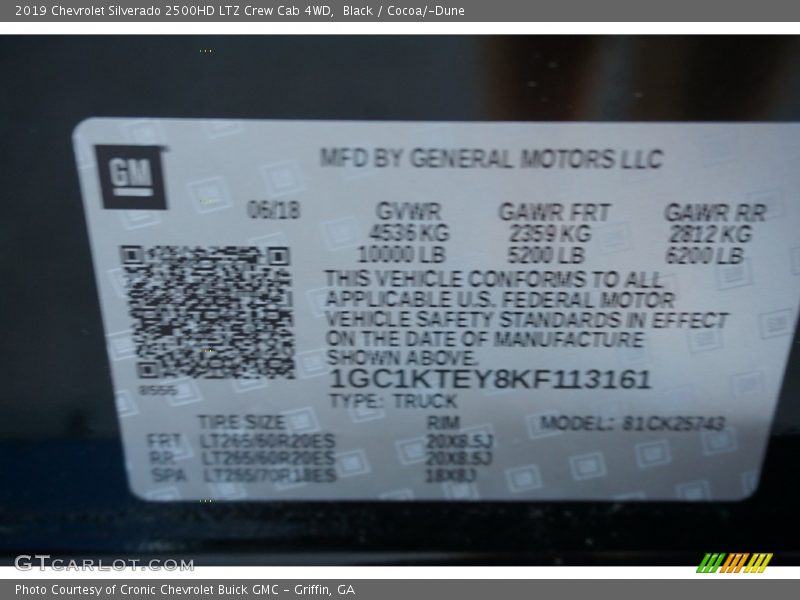 2019 Chevrolet Silverado 2500HD LTZ Crew Cab 4WD, Black / Cocoa/­Dune
GM
MFD BY GENERAL MOTORS LLC
06/18 GVWR GAWR FRT GAWR RR
4536 KG 2359 KG 2812 KG
10000 LB 5200 LB 6200 LB
THIS VEHICLE CONFORMS TO ALL
APPLICABLE U.S. FEDERAL MOTOR
VEHICLE SAFETY STANDARDS IN EFFECT
ON THE DATE OF MANUFACTURE
SHOWN ABOVE.
1GC1KTEY8KF113161
TYPE: TRUCK
TIRE SIZE RIM MODEL: 81CK25743
FRT LT265/60R20ES 20X8.5J
RR LT265/60R20ES 20X8.5J
SPA LT265/70R18ES 18X8J
GTCARLOT.COM
Photo Courtesy of Cronic Chevrolet Buick GMC - Griffin, GA